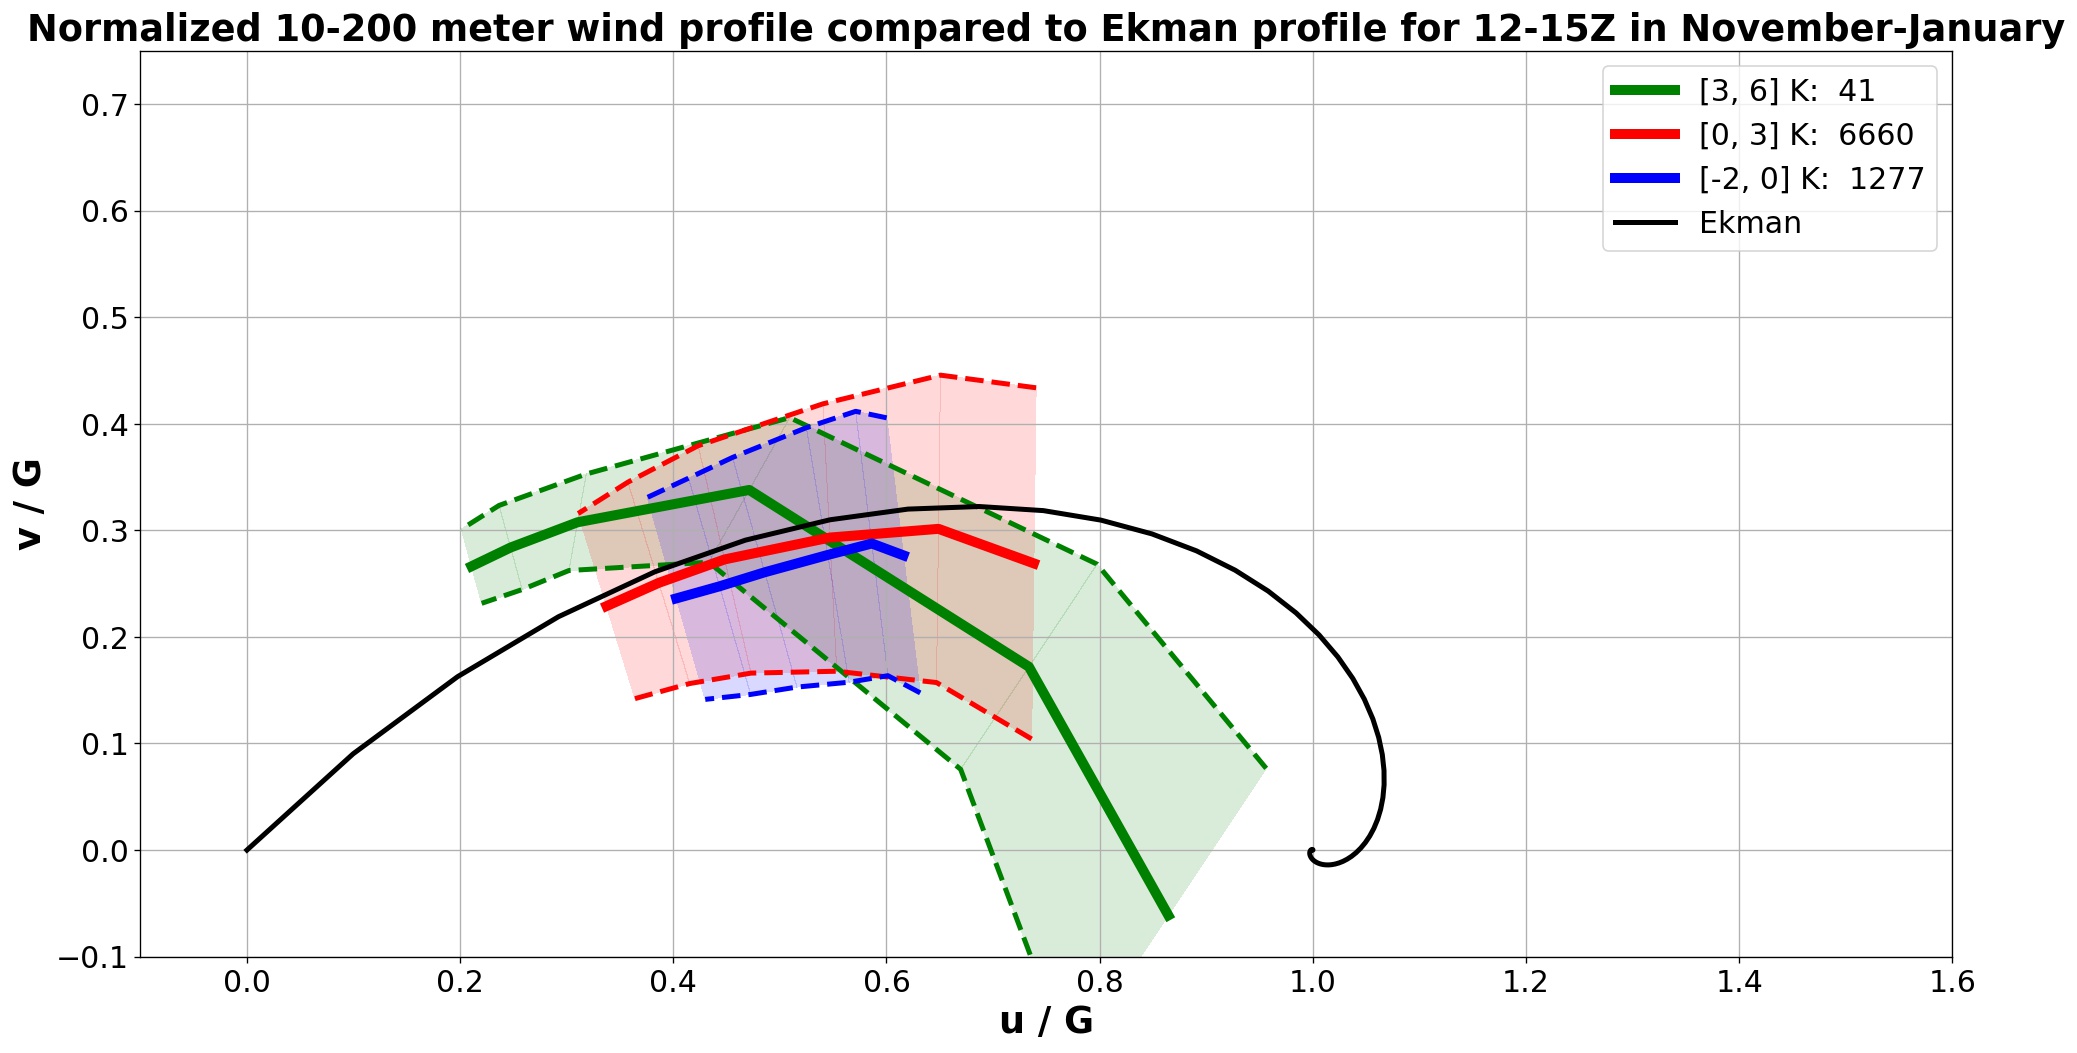 Normalized 10-200 meter wind profile compared to Ekman profile for 12-15Z in November-January
[3, 6] K:  41
[0, 3] K:  6660
[-2, 0] K:  1277
Ekman
v / G
0.7
0.6
0.5
0.4
0.3
0.2
0.1
0.0
−0.1
0.0 0.2 0.4 0.6 0.8 1.0 1.2 1.4 1.6
u / G